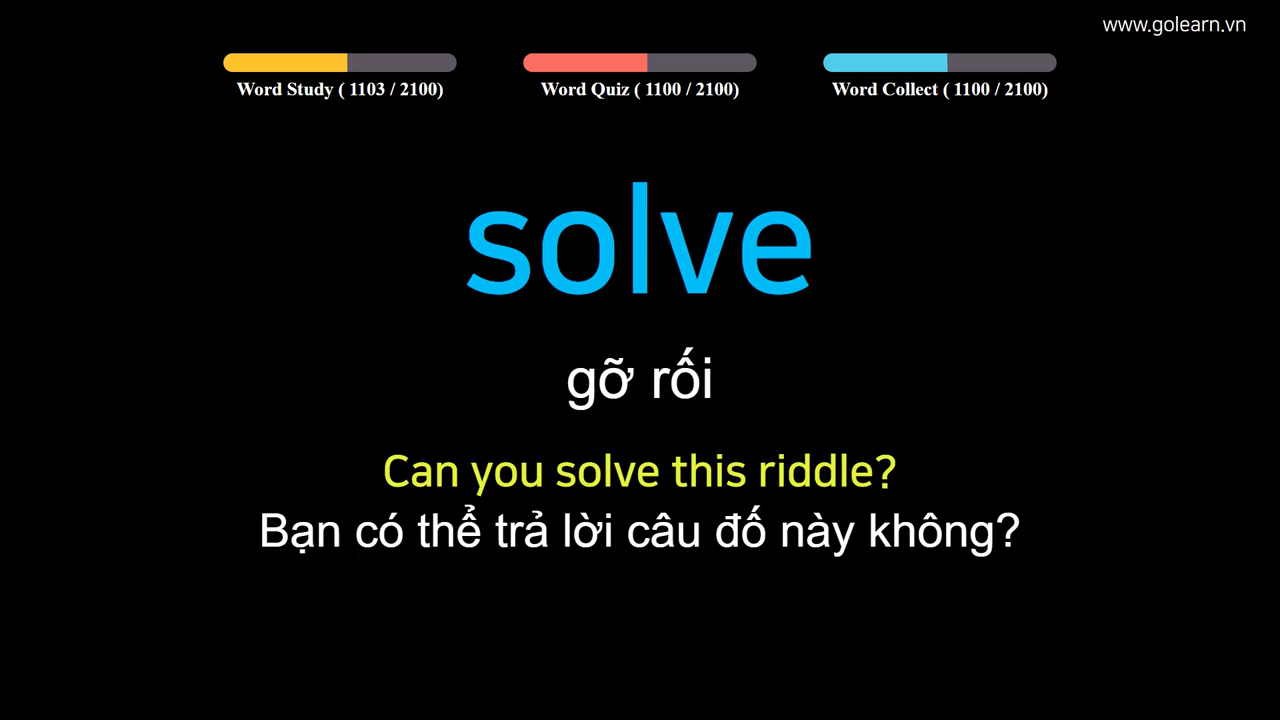 www.golearn.vn
Word Study ( 1103 / 2100)
Word Quiz ( 1100 / 2100)
Word Collect ( 1100 / 2100)
solve
gỡ rối
Can you solve this riddle?
Bạn có thể trả lời câu đố này không?